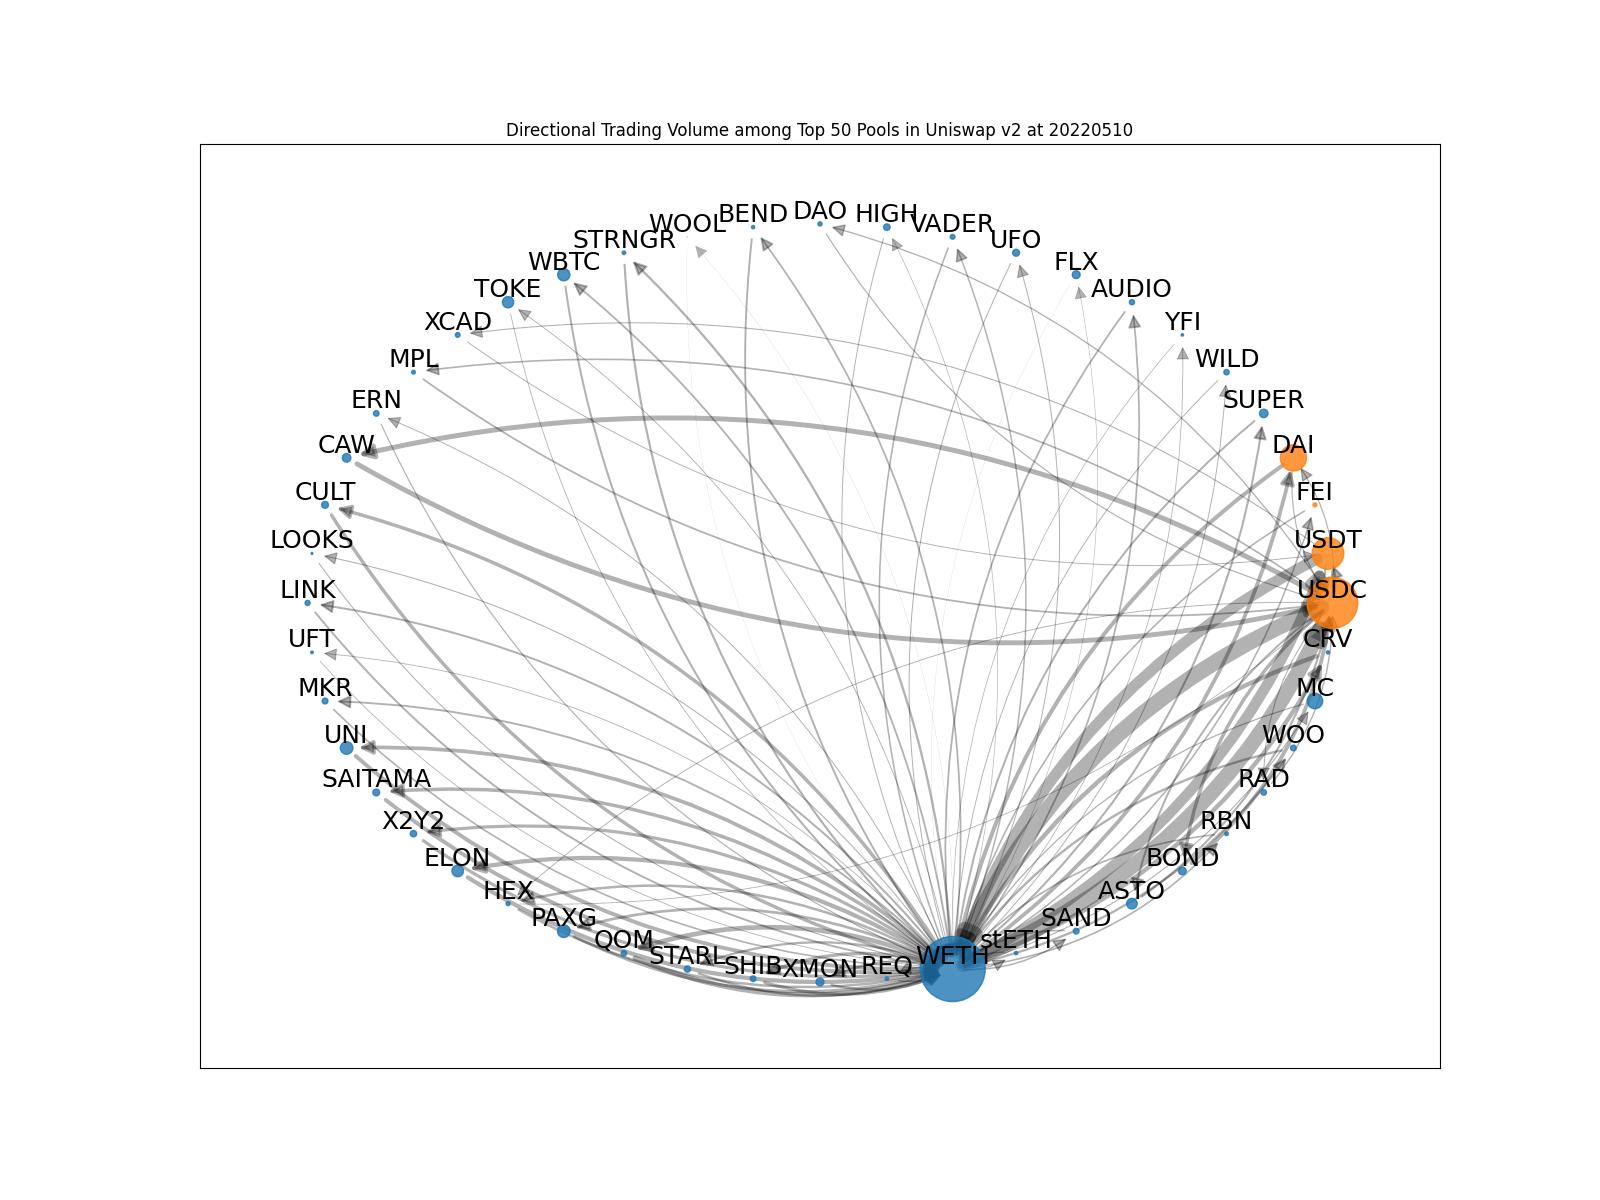 Directional Trading Volume among Top 50 Pools in Uniswap v2 at 20220510
WOOL
BEND
DAO
HIGH
VADER
STRNGR
UFO
WBTC
FLX
TOKE
AUDIO
XCAD
YFI
MPL
WILD
ERN
SUPER
CAW
DAI
CULT
FEI
LOOKS
USDT
LINK
USDC
UFT
CRV
MKR
MC
UNI
WOO
SAITAMA
RAD
X2Y2
RBN
ELON
BOND
HEX
ASTO
PAXG
SAND
QOM
stETH
STARL
WETH
SHIB
XMON
REQ